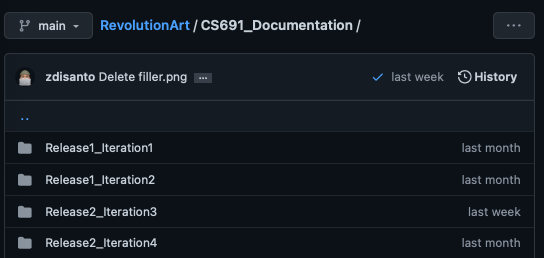 main RevolutionArt / CS691_Documentation / ...
zdisanto Delete filler.png ... last week History
..
Release1_Iteration1 last month
Release1_Iteration2 last month
Release2_Iteration3 last week
Release2_Iteration4 last month